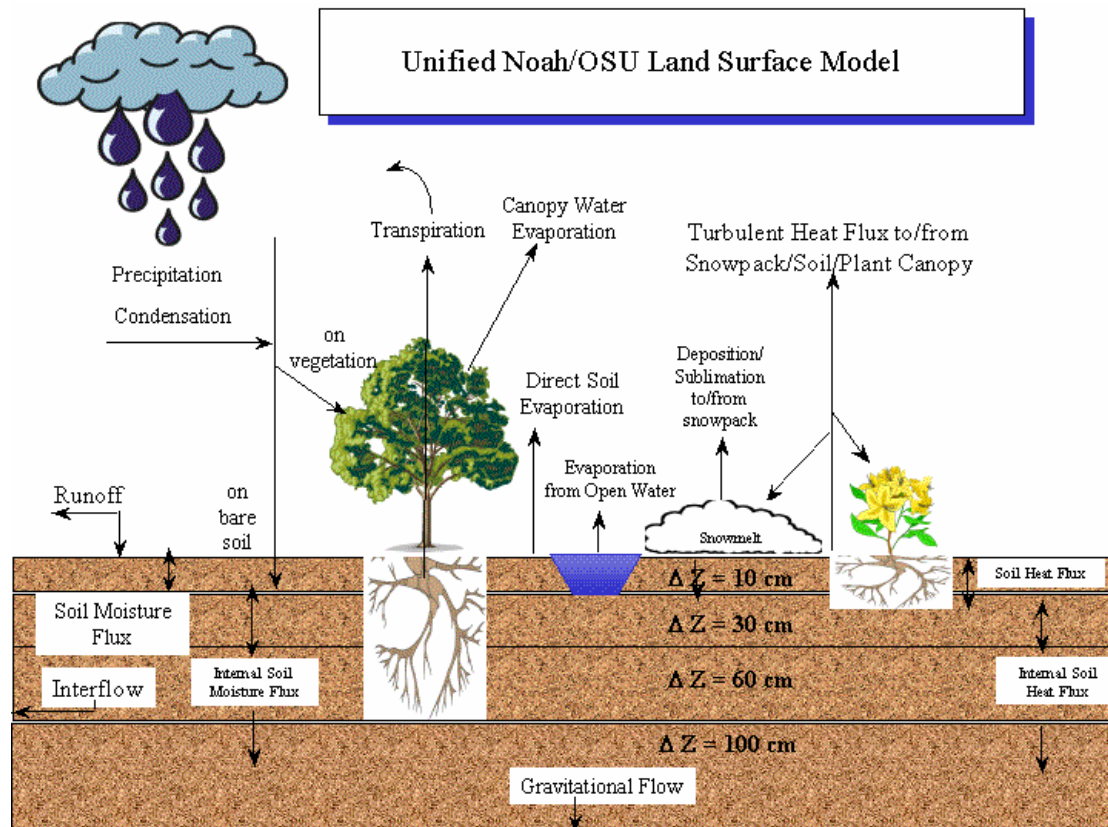 Unified Noah/OSU Land Surface Model
Transpiration
Canopy Water
Evaporation
Turbulent Heat Flux to/from
Snowpack/Soil/Plant Canopy
Precipitation
Condensation
on
vegetation
Direct Soil
Evaporation
Deposition/
Sublimation
to/from
snowpack
Evaporation
from Open Water
Runoff
on
bare
soil
Snowmelt
Δ Z = 10 cm
Soil Heat Flux
Soil Moisture
Flux
Δ Z = 30 cm
Interflow
Internal Soil
Moisture Flux
Δ Z = 60 cm
Internal Soil
Heat Flux
Δ Z = 100 cm
Gravitational Flow